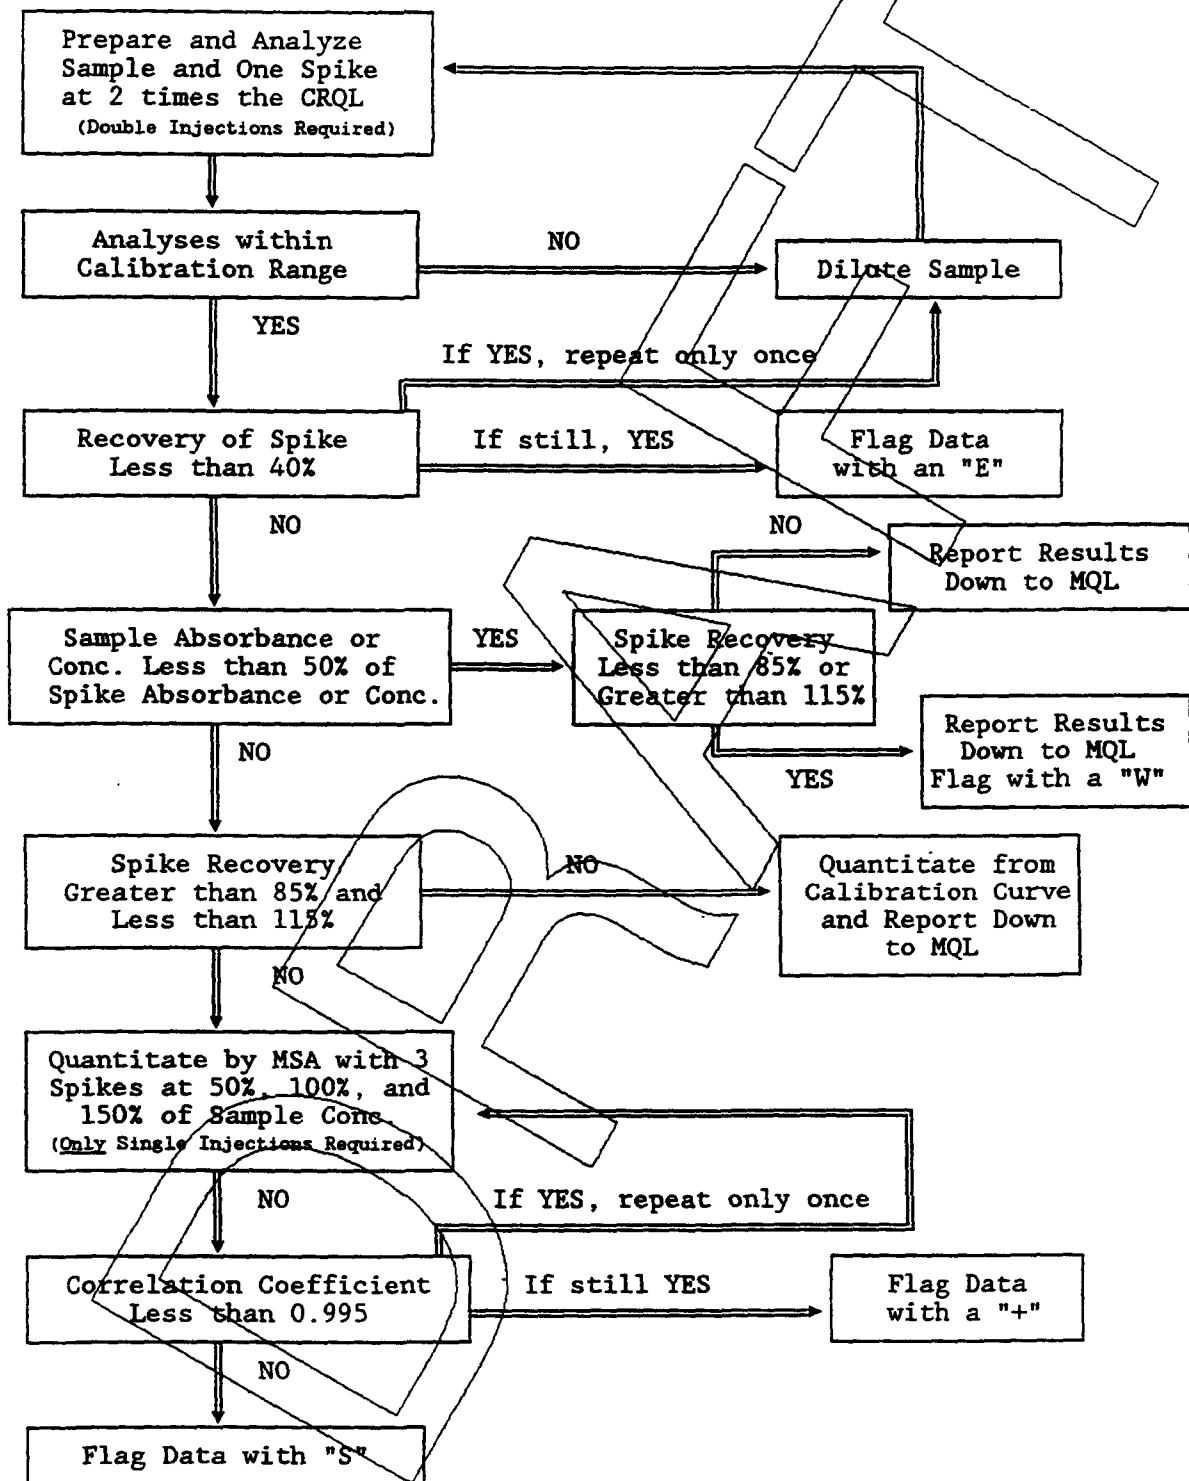 Prepare and Analyze
Sample and One Spike
at 2 times the CRQL
(Double Injections Required)
Analyses within
Calibration Range
NO
Dilute Sample
YES
If YES, repeat only once
Recovery of Spike
Less than 40%
If still, YES
Flag Data
with an "E"
NO
NO
Report Results
Down to MQL
Sample Absorbance or
Conc. Less than 50% of
Spike Absorbance or Conc.
YES
Spike Recovery
Less than 85% or
Greater than 115%
Report Results
Down to MQL
Flag with a "W"
YES
NO
Spike Recovery
Greater than 85% and
Less than 115%
NO
Quantitate from
Calibration Curve
and Report Down
to MQL
NO
Quantitate by MSA with 3
Spikes at 50%, 100%, and
150% of Sample Conc.
(Only Single Injections Required)
NO
If YES, repeat only once
Correlation Coefficient
Less than 0.995
If still YES
Flag Data
with a "+"
NO
Flag Data with "S"
DRAFT